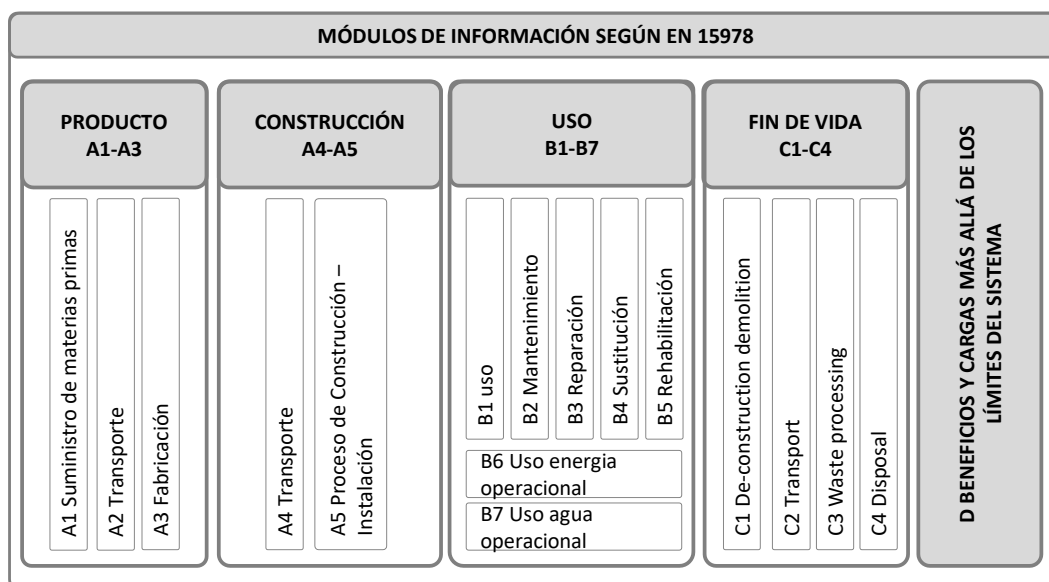 MÓDULOS DE INFORMACIÓN SEGÚN EN 15978
PRODUCTO
A1-A3
A1 Suministro de materias primas
A2 Transporte
A3 Fabricación
CONSTRUCCIÓN
A4-A5
A4 Transporte
A5 Proceso de Construcción –
Instalación
USO
B1-B7
B1 uso
B2 Mantenimiento
B3 Reparación
B4 Sustitución
B5 Rehabilitación
B6 Uso energia
operacional
B7 Uso agua
operacional
FIN DE VIDA
C1-C4
C1 De-construction demolition
C2 Transport
C3 Waste processing
C4 Disposal
D BENEFICIOS Y CARGAS MÁS ALLÁ DE LOS
LÍMITES DEL SISTEMA